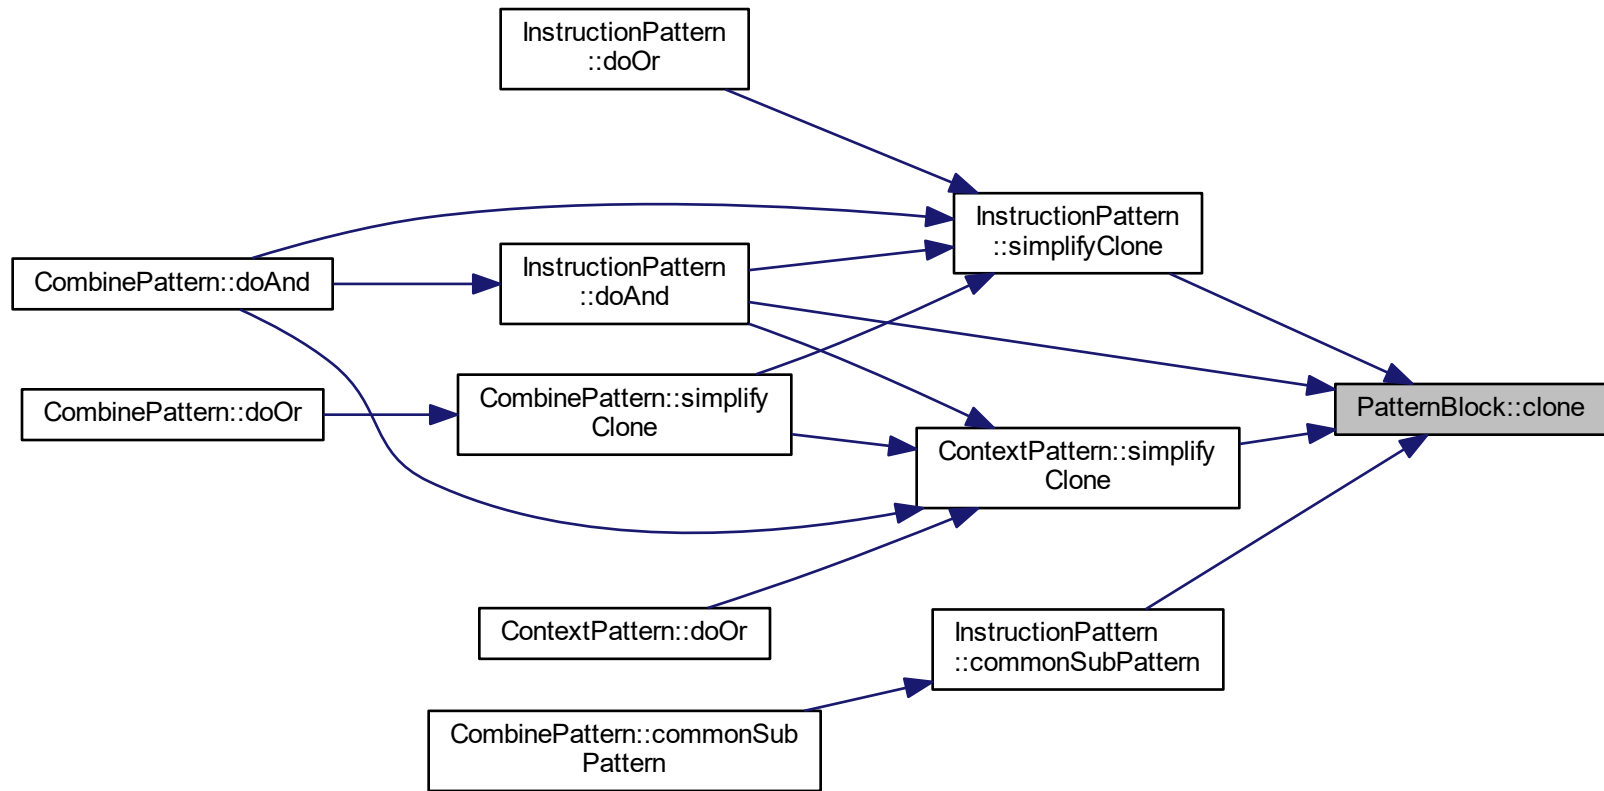 InstructionPattern
::doOr
InstructionPattern
::simplifyClone
CombinePattern::doAnd
InstructionPattern
::doAnd
CombinePattern::doOr
CombinePattern::simplify
Clone
PatternBlock::clone
ContextPattern::simplify
Clone
ContextPattern::doOr
InstructionPattern
::commonSubPattern
CombinePattern::commonSub
Pattern